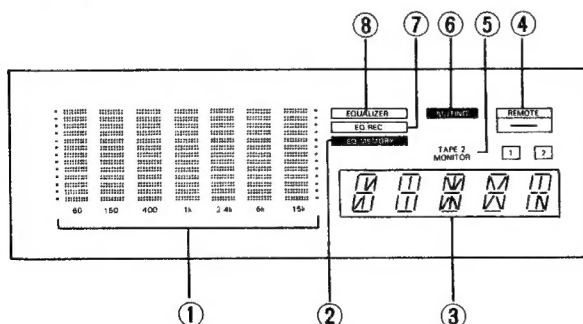 ⑧ ⑦ ⑥ ⑤ ④
EQUALIZER MUTING REMOTE
EQ REC
EQ MEMORY
TAPE 2
MONITOR
1 2
60 150 400 1k 2.4k 6k 15k
① ② ③